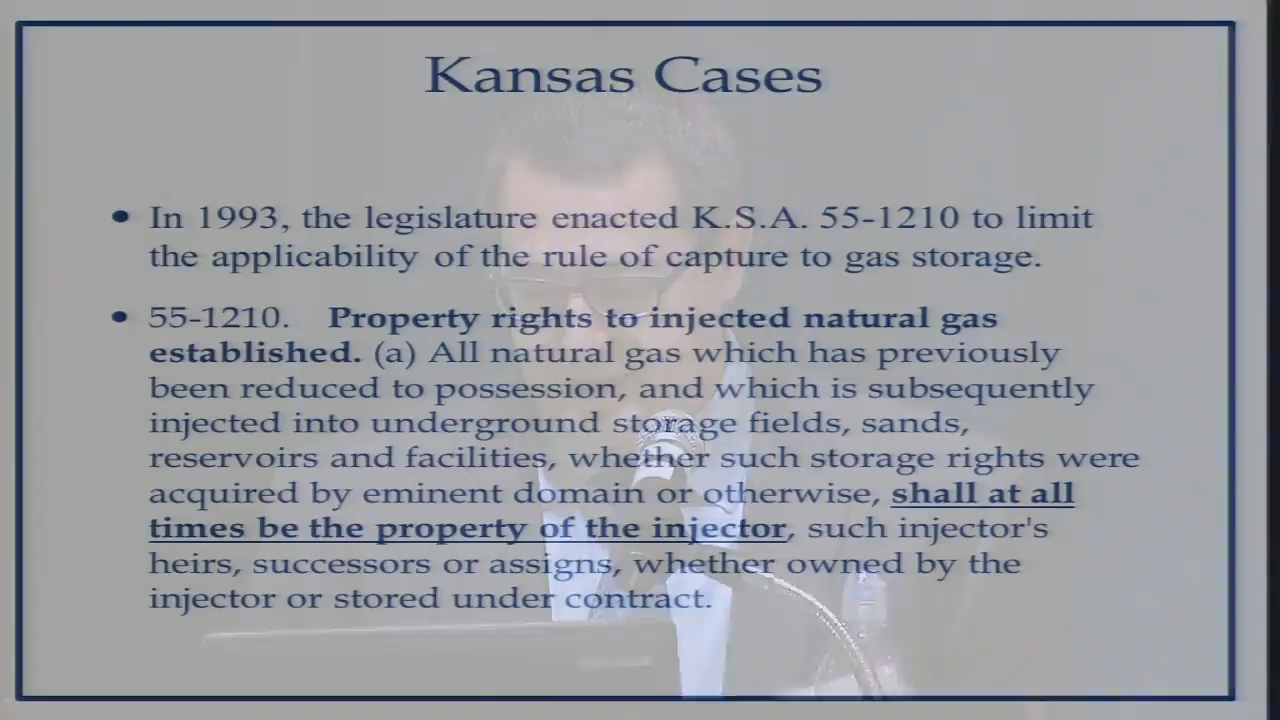 Kansas Cases
• In 1993, the legislature enacted K.S.A. 55-1210 to limit
the applicability of the rule of capture to gas storage.
• 55-1210. Property rights to injected natural gas
established. (a) All natural gas which has previously
been reduced to possession, and which is subsequently
injected into underground storage fields, sands,
reservoirs and facilities, whether such storage rights were
acquired by eminent domain or otherwise, shall at all
times be the property of the injector, such injector's
heirs, successors or assigns, whether owned by the
injector or stored under contract.